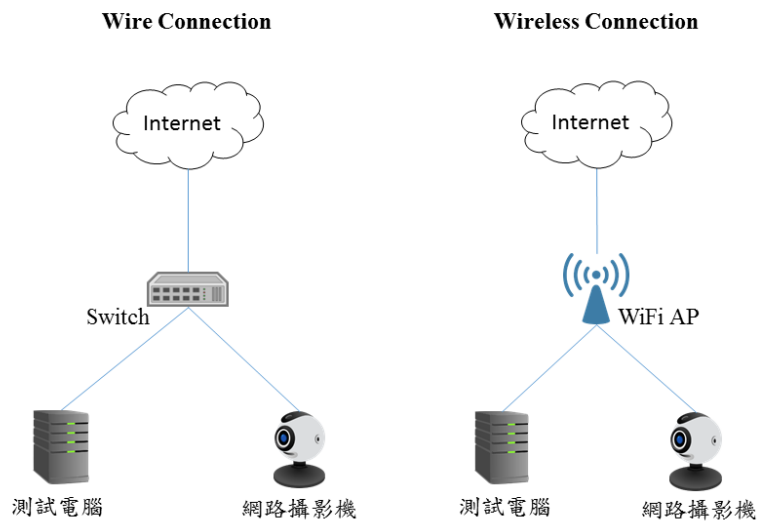 Wire Connection
Wireless Connection
Internet
Internet
Switch
WiFi AP
測試電腦
網路攝影機
測試電腦
網路攝影機